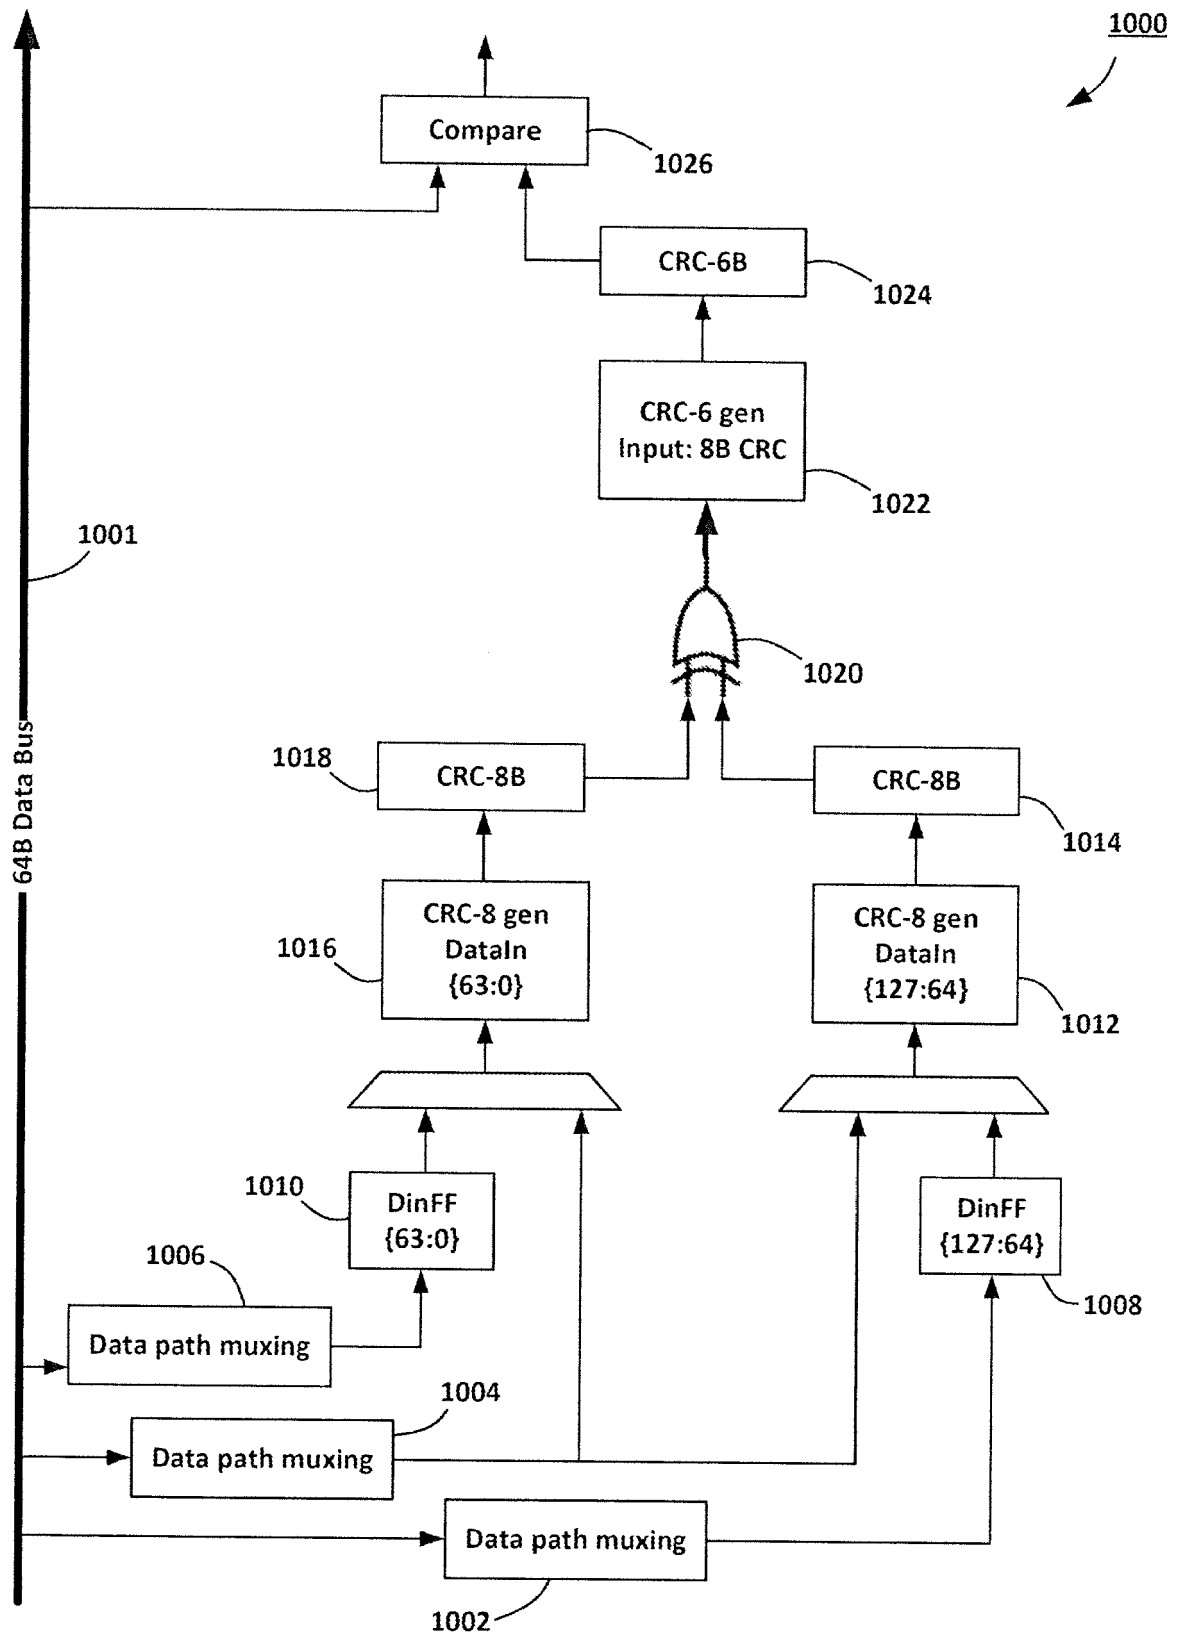 1000
Compare
1026
CRC-6B
1024
CRC-6 gen
Input: 8B CRC
1022
1001
1020
64B Data Bus
1018
CRC-8B
CRC-8B
1014
CRC-8 gen
DataIn
{63:0}
1016
CRC-8 gen
DataIn
{127:64}
1012
1010
DinFF
{63:0}
DinFF
{127:64}
1008
1006
Data path muxing
1004
Data path muxing
Data path muxing
1002